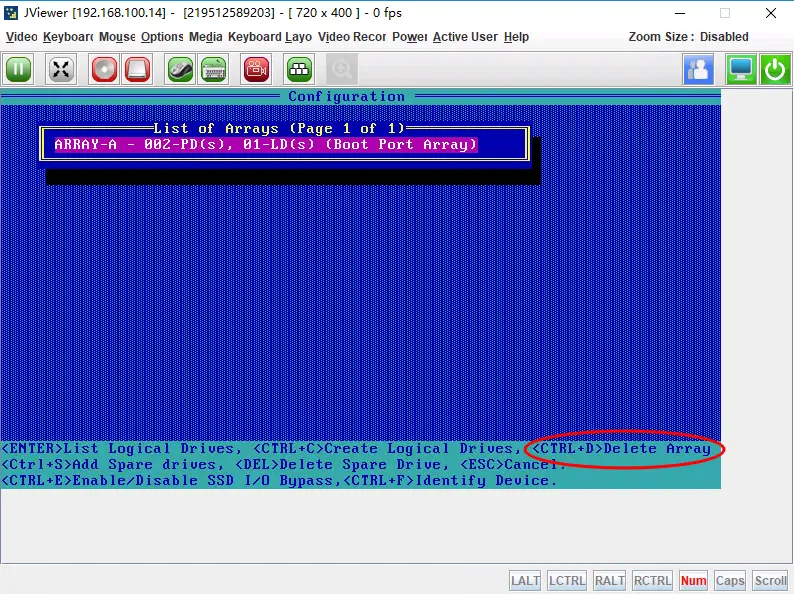 JViewer [192.168.100.14] - [219512589203] - [ 720 x 400 ] - 0 fps
Video Keyboard Mouse Options Media Keyboard Layo Video Recor Power Active User Help Zoom Size : Disabled
Configuration
List of Arrays (Page 1 of 1)
ARRAY-A - 002-PD(s), 01-LD(s) (Boot Port Array)
<ENTER>List Logical Drives, <CTRL+C>Create Logical Drives, <CTRL+D>Delete Array
<Ctrl+S>Add Spare drives, <DEL>Delete Spare Drive, <ESC>Cancel.
<CTRL+E>Enable/Disable SSD I/O Bypass,<CTRL+F>Identify Device.
LALT LCTRL RALT RCTRL Num Caps Scroll